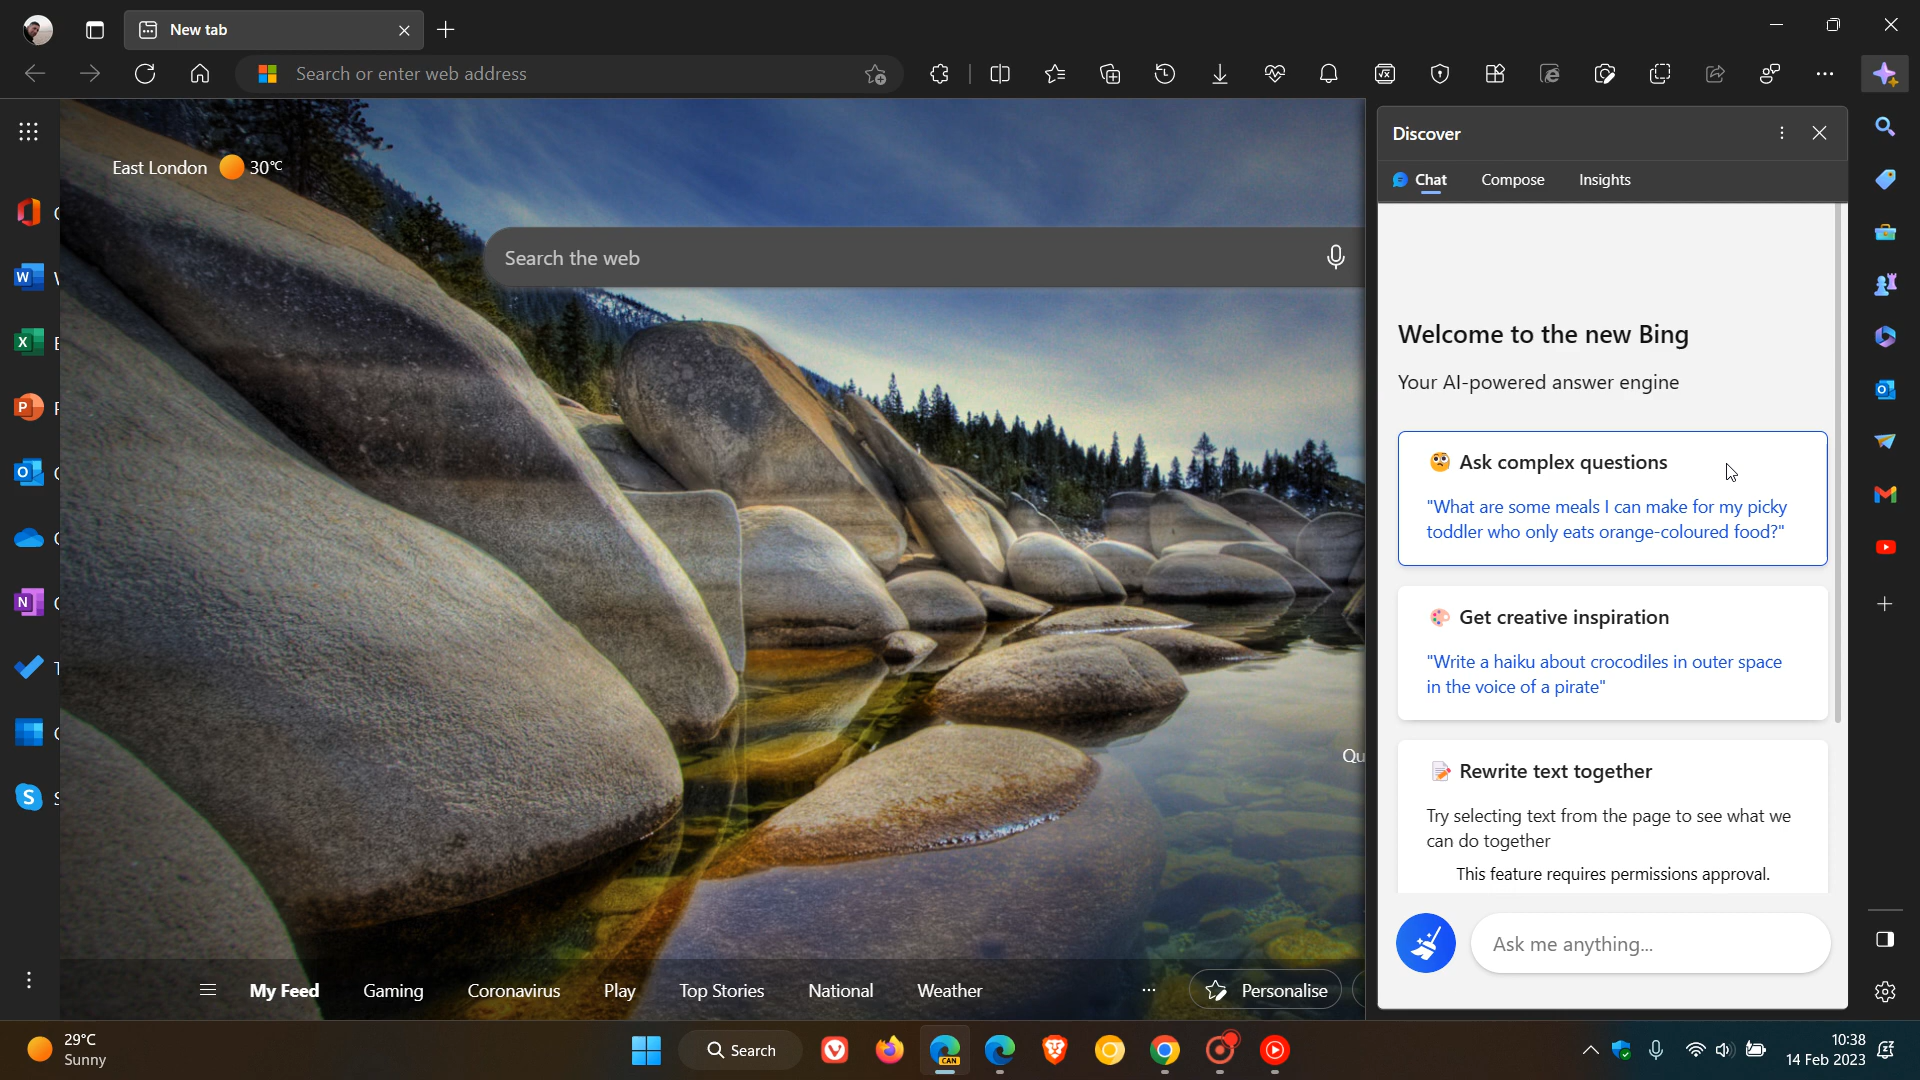 New tab
Search or enter web address
East London 30°C
Search the web
Qu
My Feed
Gaming
Coronavirus
Play
Top Stories
National
Weather
Personalise
Discover
Chat
Compose
Insights
Welcome to the new Bing
Your AI-powered answer engine
Ask complex questions
"What are some meals I can make for my picky
toddler who only eats orange-coloured food?"
Get creative inspiration
"Write a haiku about crocodiles in outer space
in the voice of a pirate"
Rewrite text together
Try selecting text from the page to see what we
can do together
This feature requires permissions approval.
Ask me anything...
29°C
Sunny
Search
CAN
10:38
14 Feb 2023